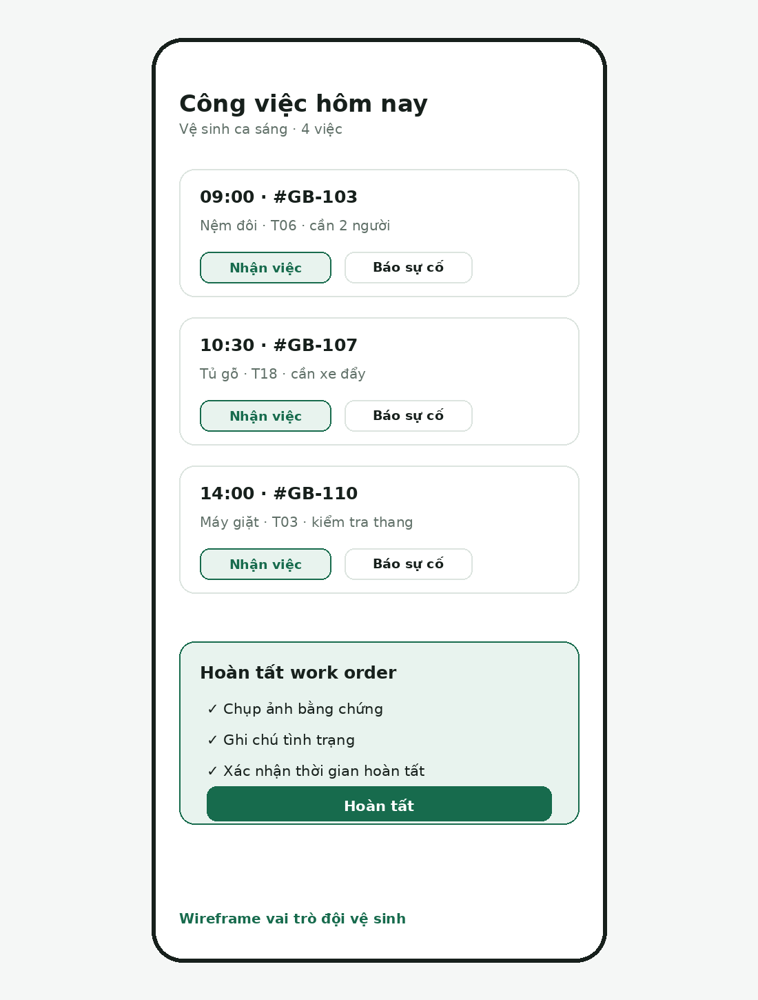 Công việc hôm nay
Vệ sinh ca sáng · 4 việc
09:00 · #GB-103
Nệm đôi · T06 · cần 2 người
Nhận việc
Báo sự cố
10:30 · #GB-107
Tủ gỗ · T18 · cần xe đẩy
Nhận việc
Báo sự cố
14:00 · #GB-110
Máy giặt · T03 · kiểm tra thang
Nhận việc
Báo sự cố
Hoàn tất work order
✓ Chụp ảnh bằng chứng
✓ Ghi chú tình trạng
✓ Xác nhận thời gian hoàn tất
Hoàn tất
Wireframe vai trò đội vệ sinh